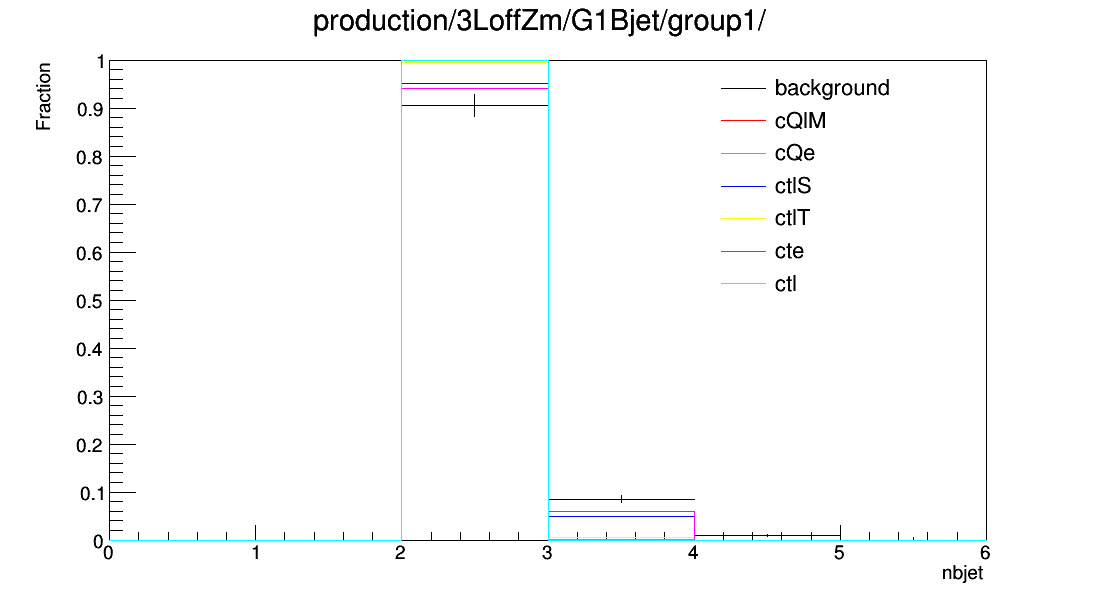 production/3LoffZm/G1Bjet/group1/
Fraction
1
0.9
0.8
0.7
0.6
0.5
0.4
0.3
0.2
0.1
0
background
cQlM
cQe
ctlS
ctlT
cte
ctl
0 1 2 3 4 5 6
nbjet